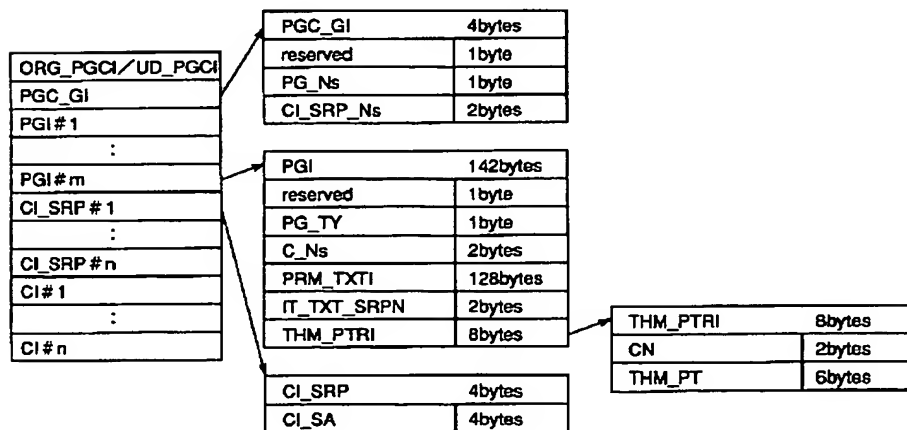 ORG_PGCI/UD_PGCI
PGC_GI
PGI#1
:
PGI#m
CI_SRP#1
:
CI_SRP#n
CI#1
:
CI#n
PGC_GI 4bytes
reserved 1byte
PG_Ns 1byte
CI_SRP_Ns 2bytes
PGI 142bytes
reserved 1byte
PG_TY 1byte
C_Ns 2bytes
PRM_TXTI 128bytes
IT_TXT_SRPN 2bytes
THM_PTRI 8bytes
CI_SRP 4bytes
CI_SA 4bytes
THM_PTRI 8bytes
CN 2bytes
THM_PT 6bytes